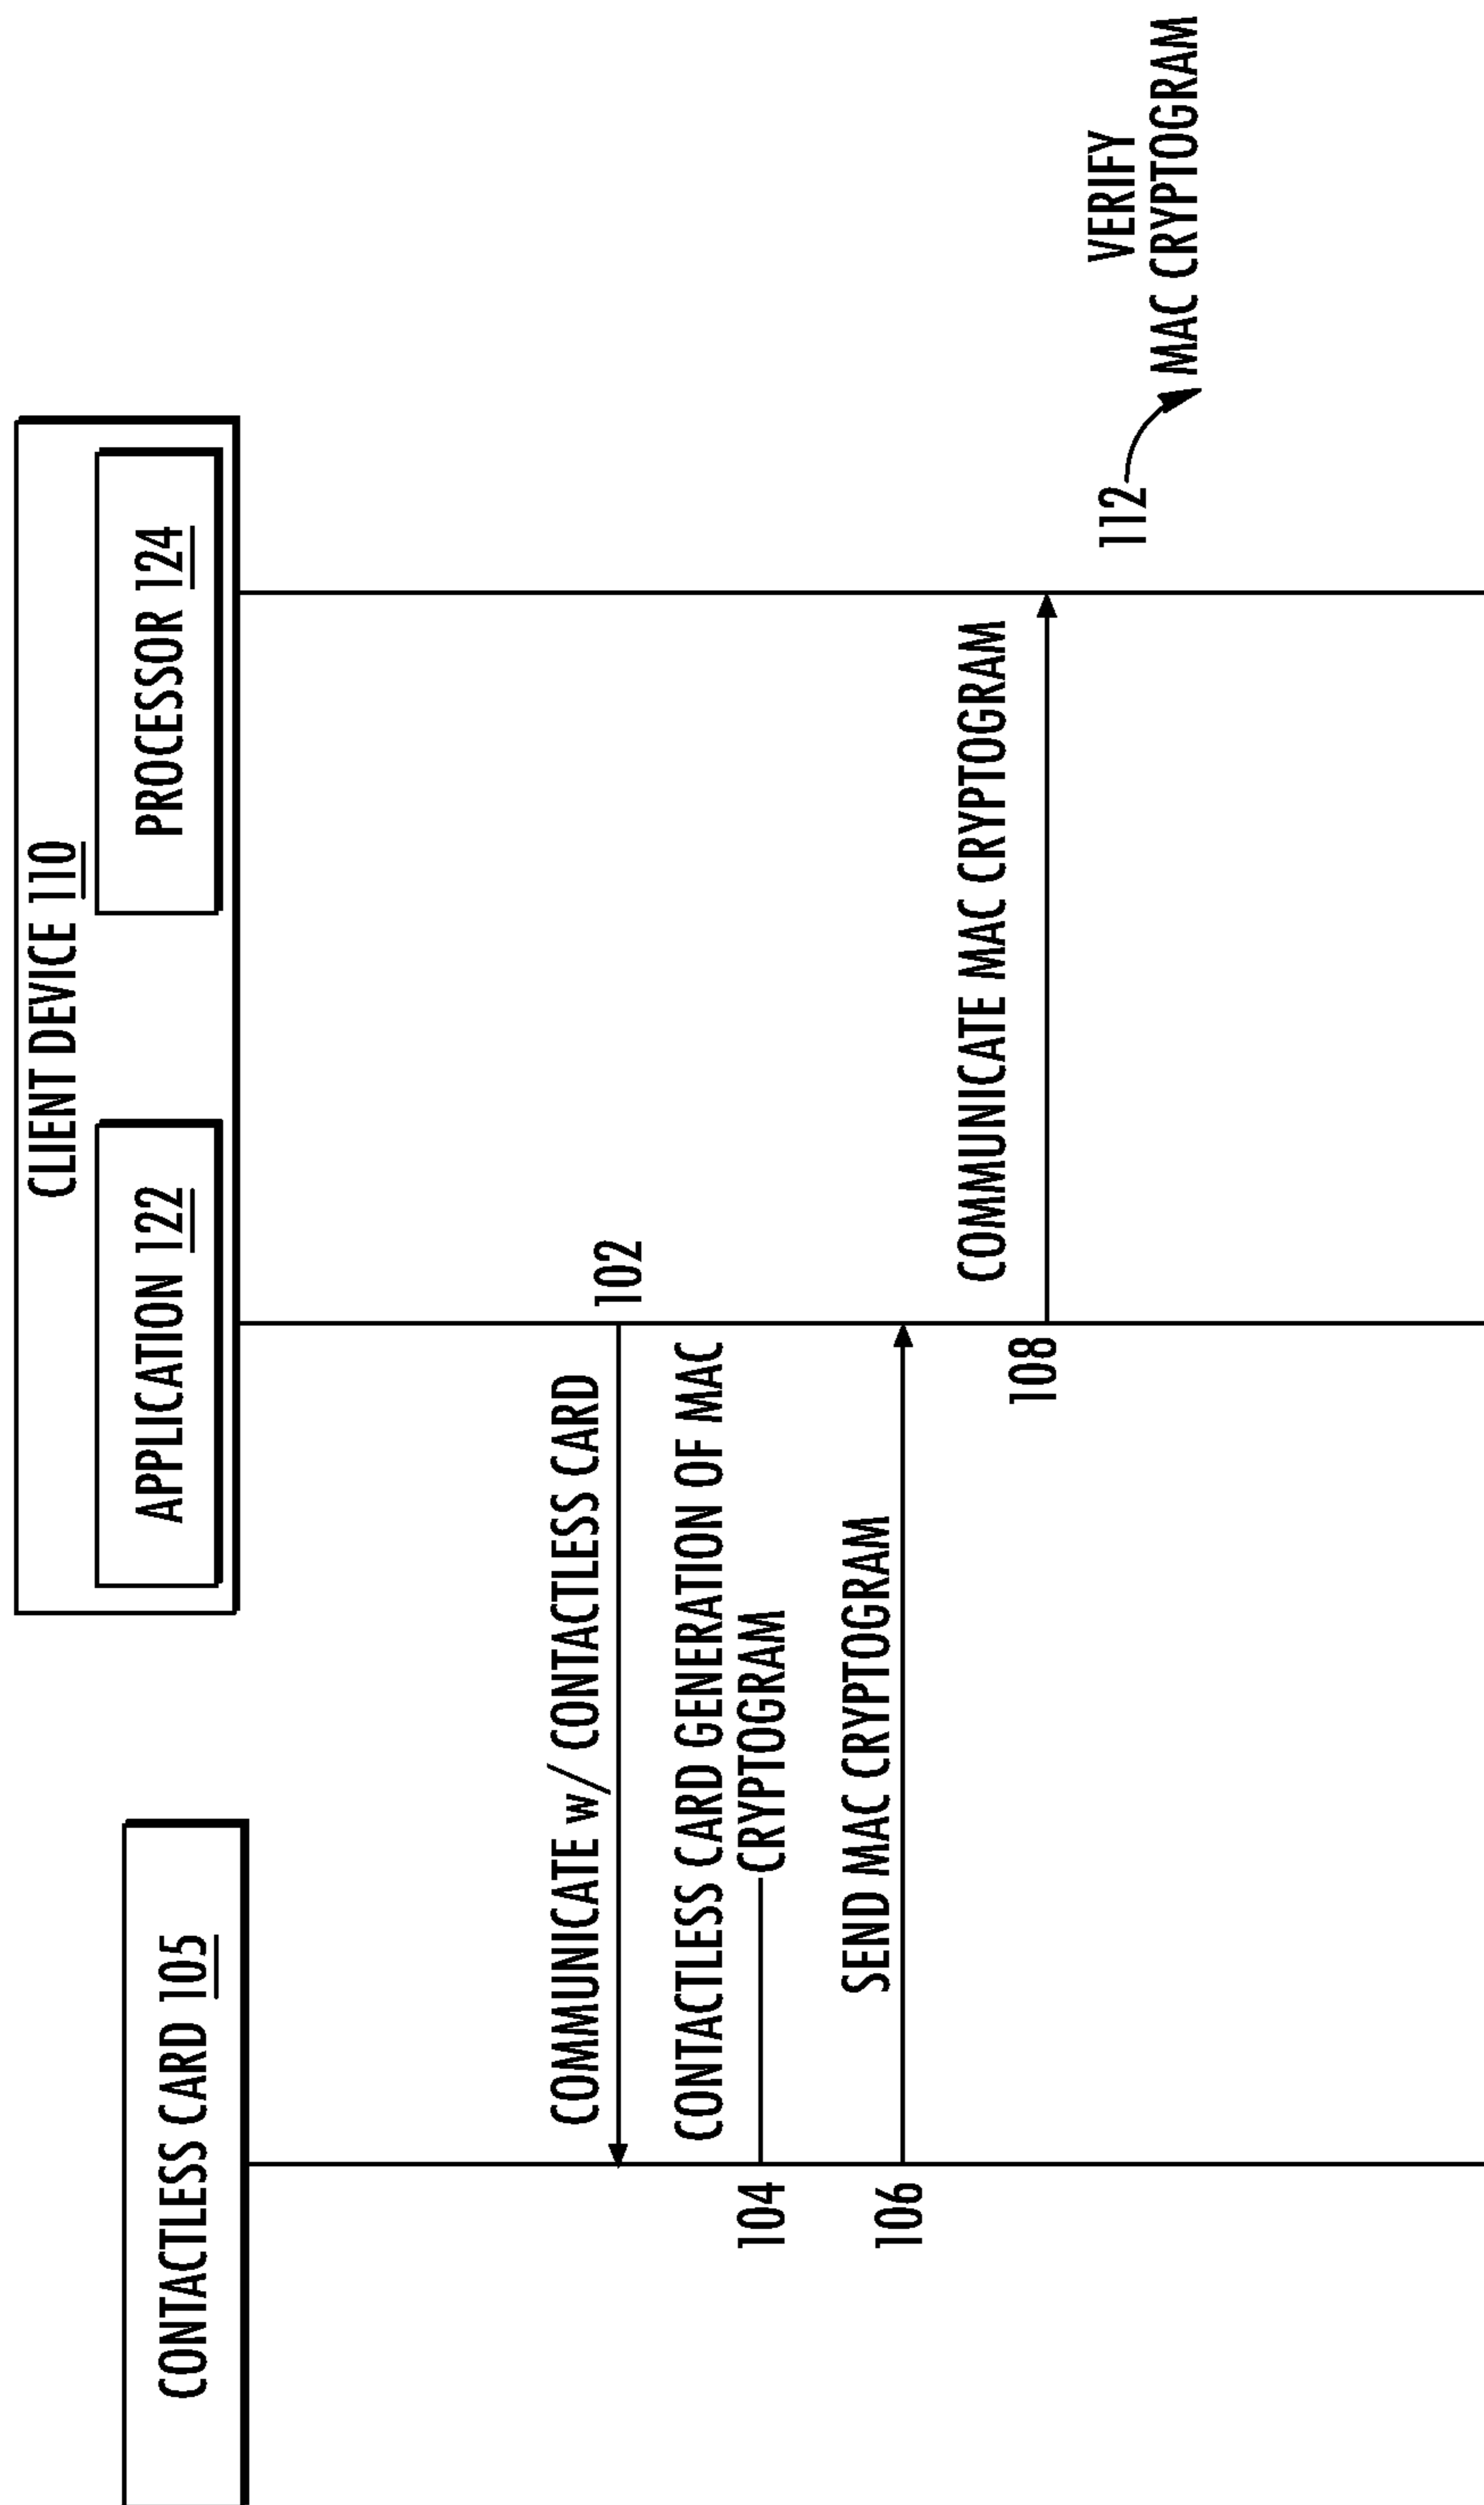 CLIENT DEVICE 110
CONTACTLESS CARD 105
APPLICATION 122
PROCESSOR 124
COMMUNICATE w/ CONTACTLESS CARD
102
CONTACTLESS CARD GENERATION OF MAC
CRYPTOGRAM
104
SEND MAC CRYPTOGRAM
106
COMMUNICATE MAC CRYPTOGRAM
108
112
VERIFY
MAC CRYPTOGRAM